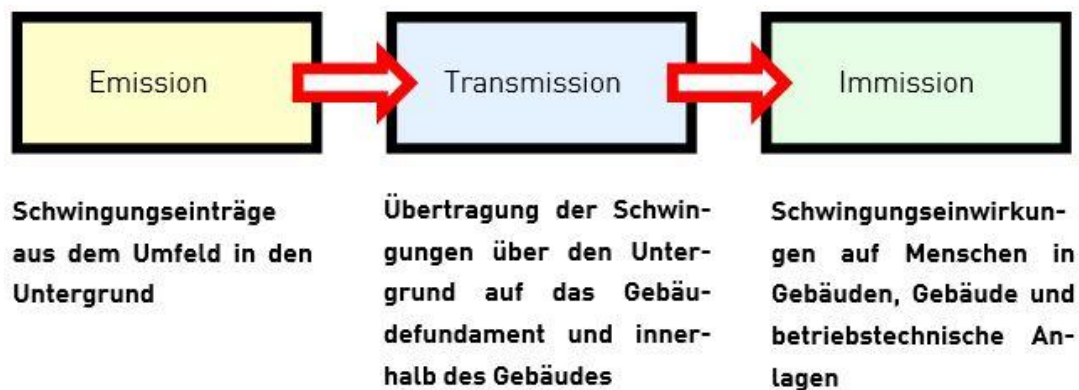 Emission
Transmission
Immission
Schwingungseinträge
aus dem Umfeld in den
Untergrund
Übertragung der Schwin-
gungen über den Unter-
grund auf das Gebäu-
defundament und inner-
halb des Gebäudes
Schwingungseinwirkun-
gen auf Menschen in
Gebäuden, Gebäude und
betriebstechnische An-
lagen